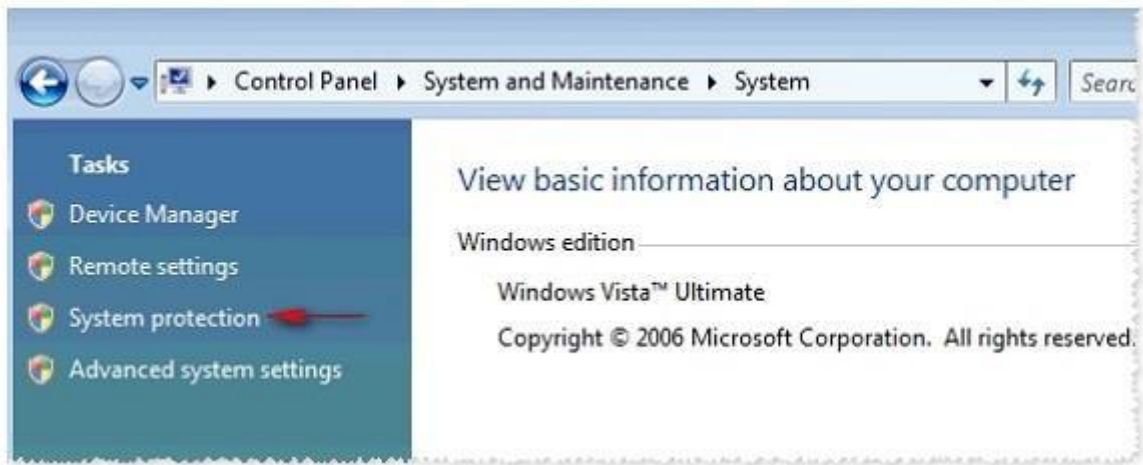 Control Panel System and Maintenance System
Tasks
Device Manager
Remote settings
System protection
Advanced system settings
View basic information about your computer
Windows edition
Windows Vista™ Ultimate
Copyright © 2006 Microsoft Corporation. All rights reserved.